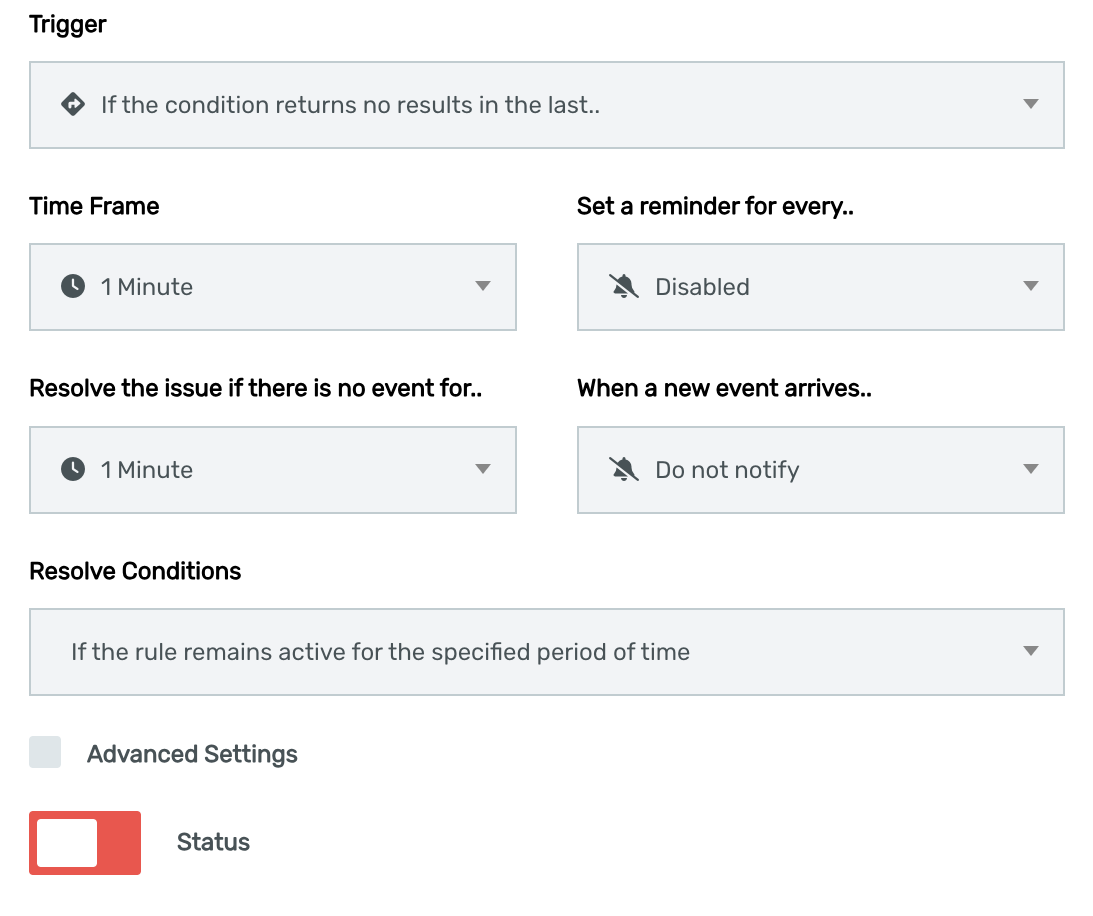 Trigger
If the condition returns no results in the last..
Time Frame
Set a reminder for every..
1 Minute
Disabled
Resolve the issue if there is no event for..
When a new event arrives..
1 Minute
Do not notify
Resolve Conditions
If the rule remains active for the specified period of time
Advanced Settings
Status